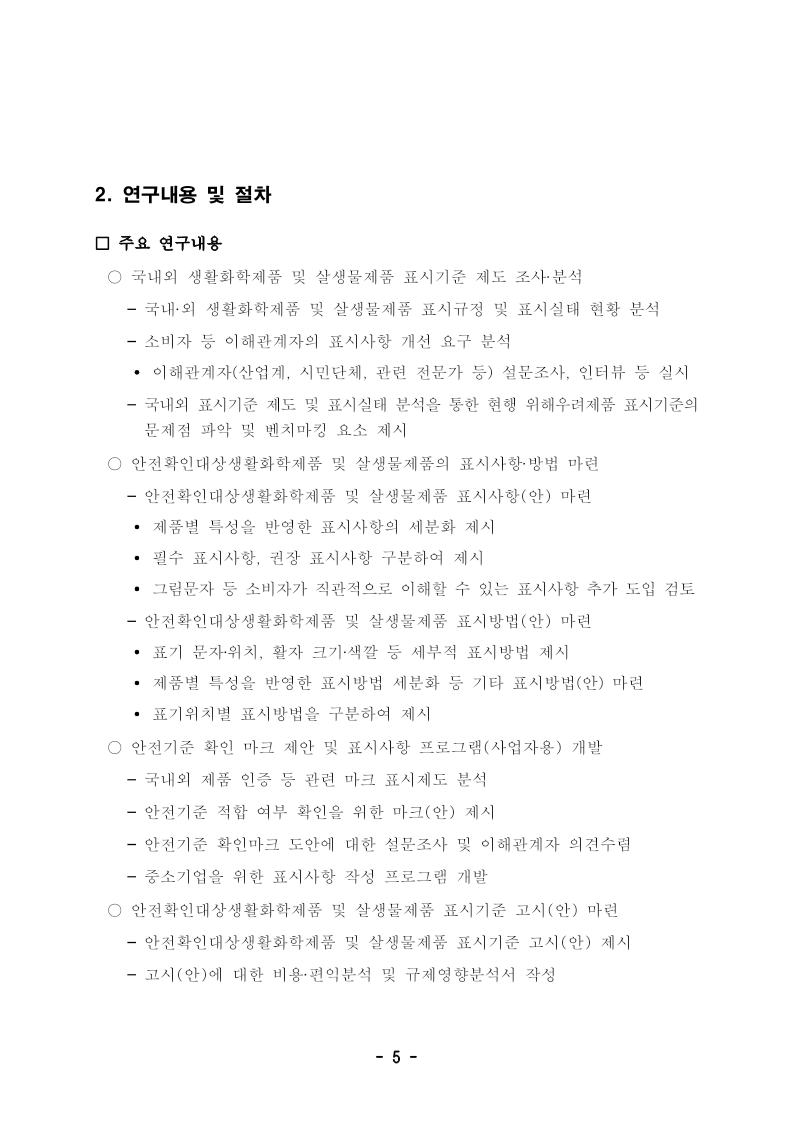 2. 연구내용 및 절차
□ 주요 연구내용
○ 국내외 생활화학제품 및 살생물제품 표시기준 제도 조사·분석
- 국내·외 생활화학제품 및 살생물제품 표시규정 및 표시실태 현황 분석
- 소비자 등 이해관계자의 표시사항 개선 요구 분석
• 이해관계자(산업계, 시민단체, 관련 전문가 등) 설문조사, 인터뷰 등 실시
- 국내외 표시기준 제도 및 표시실태 분석을 통한 현행 위해우려제품 표시기준의
문제점 파악 및 벤치마킹 요소 제시
○ 안전확인대상생활화학제품 및 살생물제품의 표시사항·방법 마련
- 안전확인대상생활화학제품 및 살생물제품 표시사항(안) 마련
• 제품별 특성을 반영한 표시사항의 세분화 제시
• 필수 표시사항, 권장 표시사항 구분하여 제시
• 그림문자 등 소비자가 직관적으로 이해할 수 있는 표시사항 추가 도입 검토
- 안전확인대상생활화학제품 및 살생물제품 표시방법(안) 마련
• 표기 문자·위치, 활자 크기·색깔 등 세부적 표시방법 제시
• 제품별 특성을 반영한 표시방법 세분화 등 기타 표시방법(안) 마련
• 표기위치별 표시방법을 구분하여 제시
○ 안전기준 확인 마크 제안 및 표시사항 프로그램(사업자용) 개발
- 국내외 제품 인증 등 관련 마크 표시제도 분석
- 안전기준 적합 여부 확인을 위한 마크(안) 제시
- 안전기준 확인마크 도안에 대한 설문조사 및 이해관계자 의견수렴
- 중소기업을 위한 표시사항 작성 프로그램 개발
○ 안전확인대상생활화학제품 및 살생물제품 표시기준 고시(안) 마련
- 안전확인대상생활화학제품 및 살생물제품 표시기준 고시(안) 제시
- 고시(안)에 대한 비용·편익분석 및 규제영향분석서 작성
- 5 -